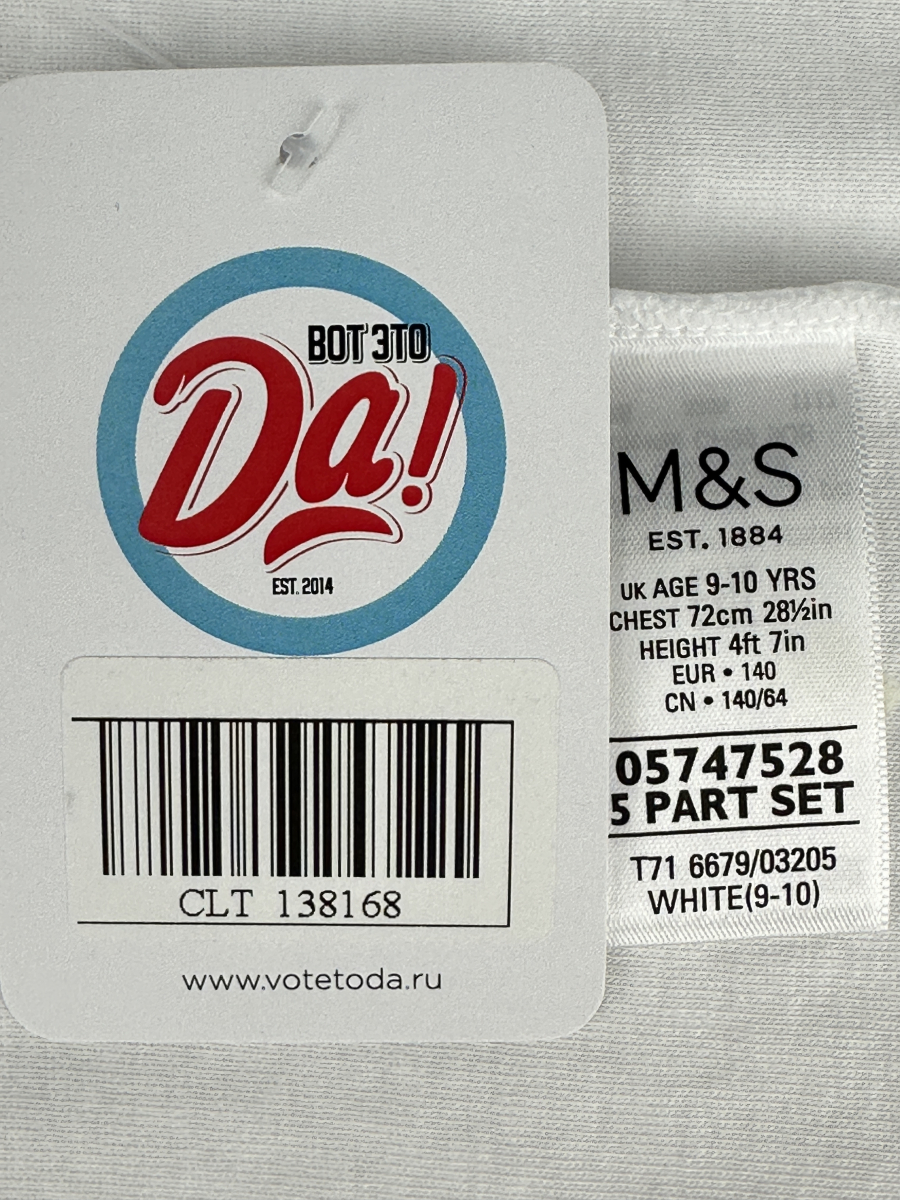 ВОТ ЭТО
Да!
EST. 2014
CLT 138168
www.votetoda.ru
M&S
EST. 1884
UK AGE 9-10 YRS
CHEST 72cm 28½in
HEIGHT 4ft 7in
EUR • 140
CN • 140/64
05747528
5 PART SET
T71 6679/03205
WHITE(9-10)